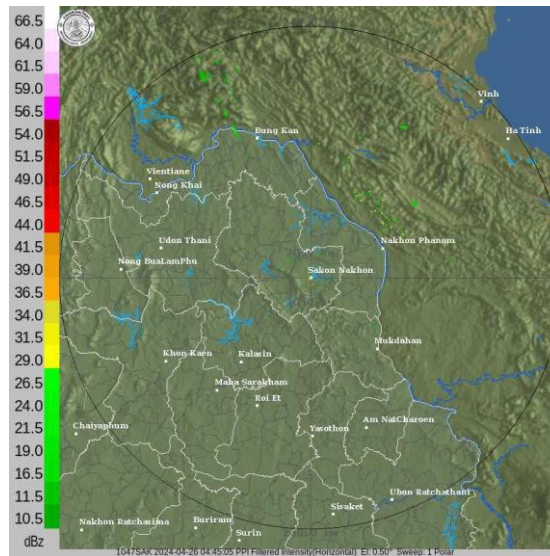 66.5
64.0
61.5
59.0
56.5
54.0
51.5
49.0
46.5
44.0
41.5
39.0
36.5
34.0
31.5
29.0
26.5
24.0
21.5
19.0
16.5
14.0
11.5
10.5
dBz
Vinh
Ha Tinh
Bung Kan
Vientiane
Nong Khai
Udon Thani
Nakhon Phanom
Nong BuaLamPhu
Sakon Nakhon
Mukdahan
Khon Kaen
Kalasin
Maha Sarakham
Roi Et
Chaiyaphum
Yasothon
Am NatCharoen
Ubon Ratchathani
Sisaket
Nakhon Ratchasima
Buriram
Surin
1047SAK 2024-04-26 04:45:05 PPI Filtered Intensity(Horizontal) El: 0.50° Sweep: 1 Polar